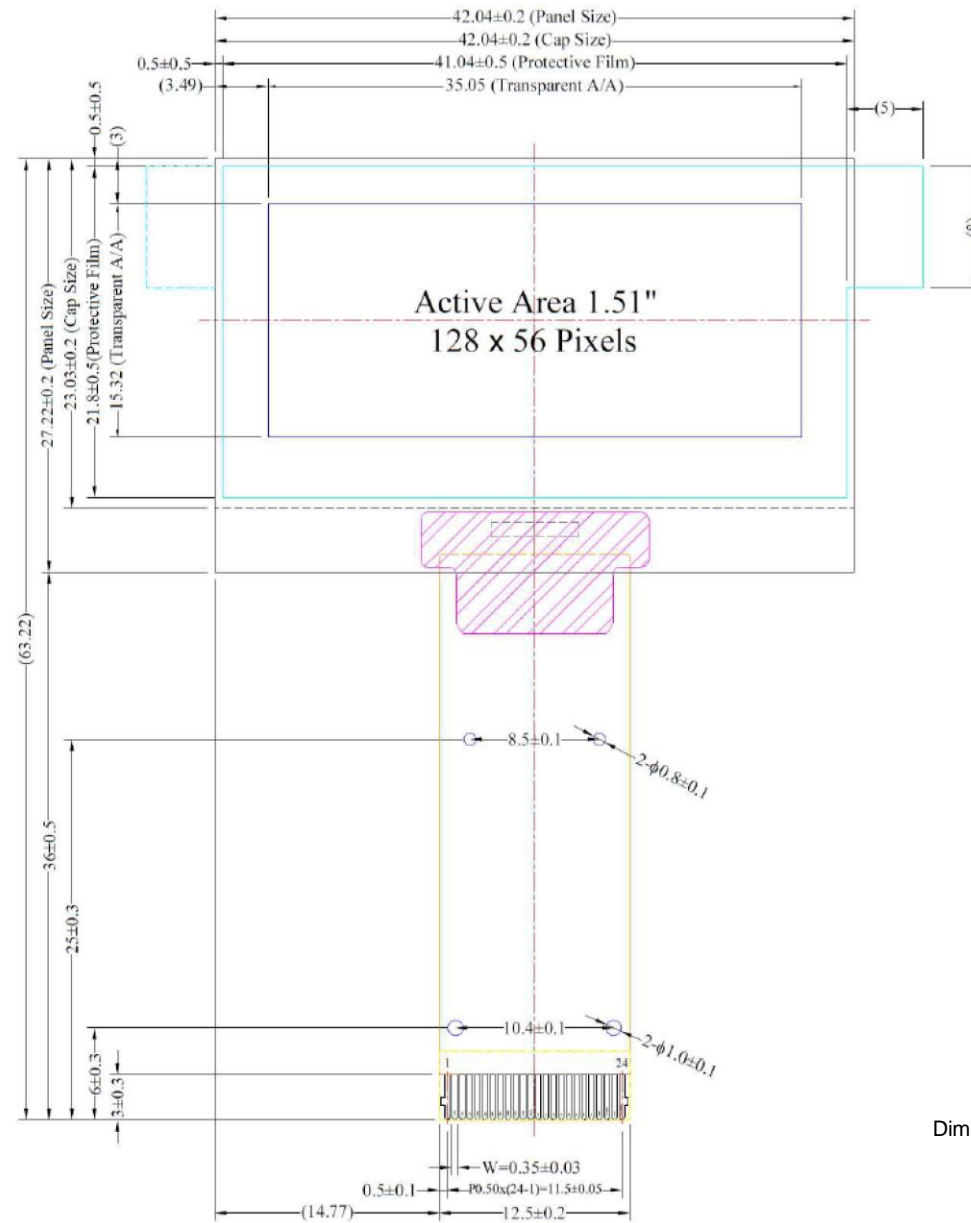 42.04±0.2 (Panel Size)
42.04±0.2 (Cap Size)
0.5±0.5
41.04±0.5 (Protective Film)
(3.49)
35.05 (Transparent A/A)
(5)
0.5±0.5
(3)
Active Area 1.51"
128 x 56 Pixels
27.22±0.2 (Panel Size)
23.03±0.2 (Cap Size)
21.8±0.5(Protective Film)
15.32 (Transparent A/A)
(63.22)
8.5±0.1
2-ϕ0.8±0.1
36±0.5
25±0.3
10.4±0.1
2-ϕ1.0±0.1
6±0.3
3±0.3
1 24
Dim
W=0.35±0.03
0.5±0.1
P0.50x(24-1)=11.5±0.05
(14.77)
12.5±0.2